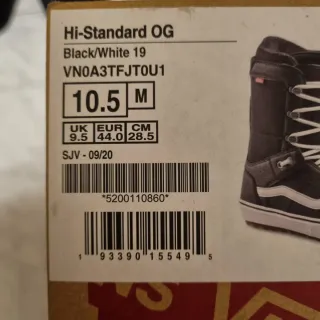 Hi-Standard OG
Black/White 19
VN0A3TFJT0U1
10.5 M
UK EUR CM
9.5 44.0 28.5
SJV - 09/20
*5200110860*
1 93390 15549 5